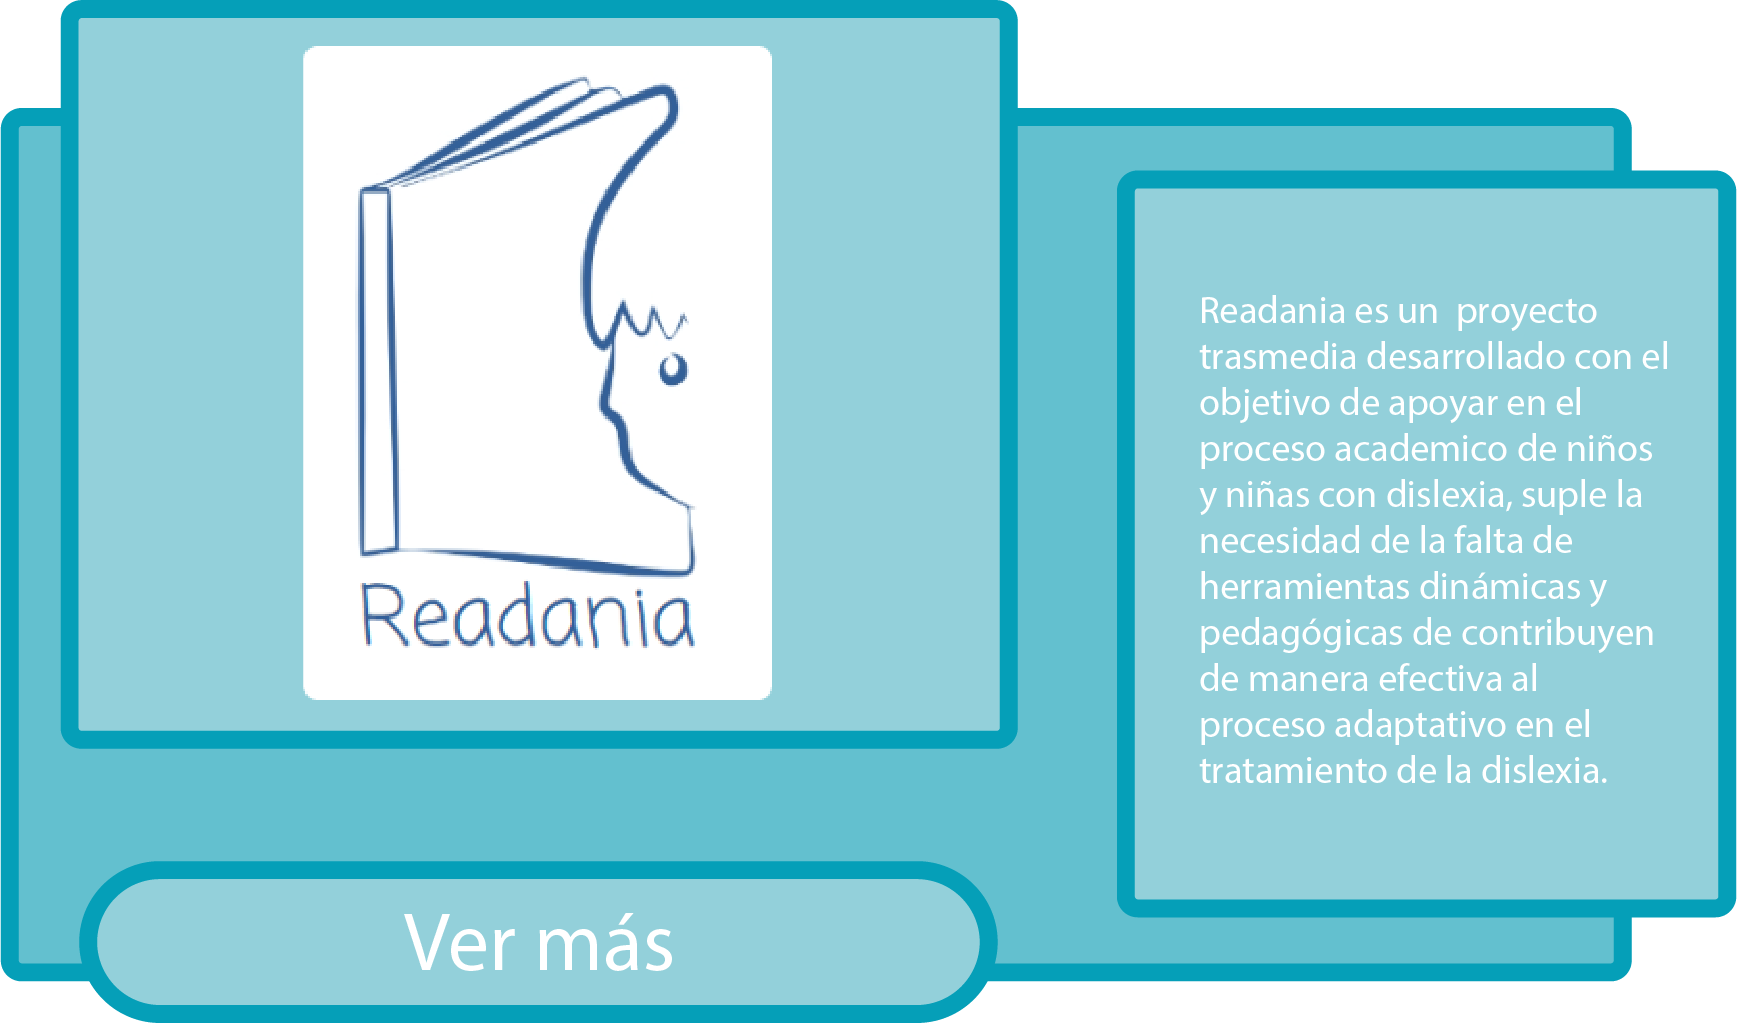 Readania
Readania es un  proyecto
trasmedia desarrollado con el
objetivo de apoyar en el
proceso academico de niños
y niñas con dislexia, suple la
necesidad de la falta de
herramientas dinámicas y
pedagógicas de contribuyen
de manera efectiva al
proceso adaptativo en el
tratamiento de la dislexia.
Ver más